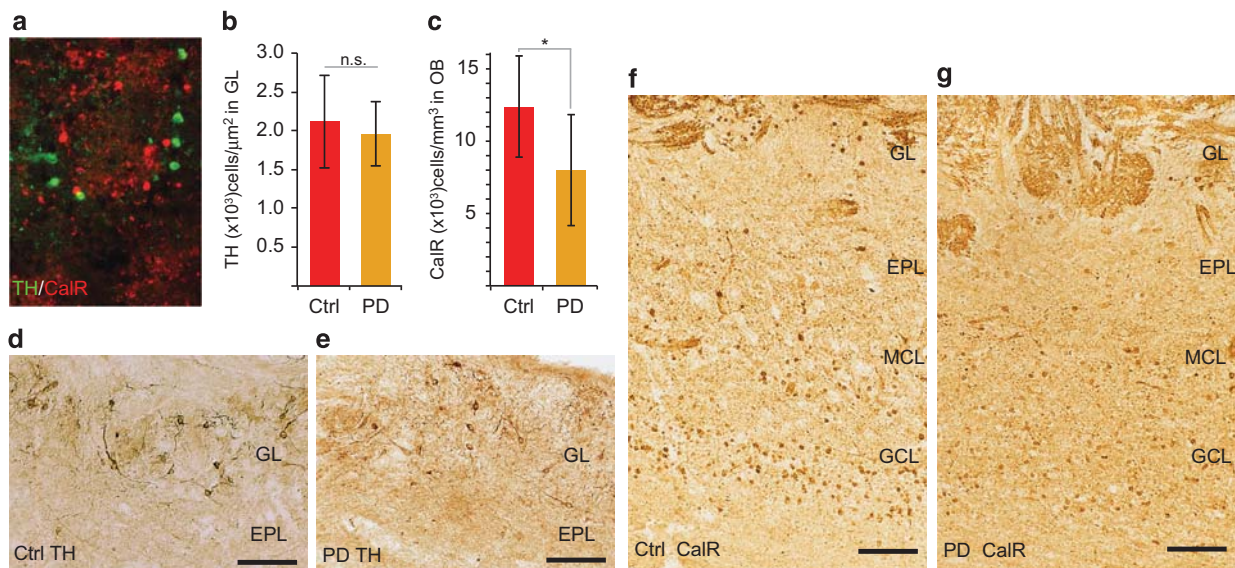 a
TH/CalR
b
TH (x10³)cells/μm² in GL
3.0
2.5
2.0
1.5
1.0
0.5
n.s.
Ctrl
PD
c
CalR (x10³)cells/mm³ in OB
15
10
5
*
Ctrl
PD
d
GL
EPL
Ctrl TH
e
GL
EPL
PD TH
f
GL
EPL
MCL
GCL
Ctrl CalR
g
GL
EPL
MCL
GCL
PD CalR